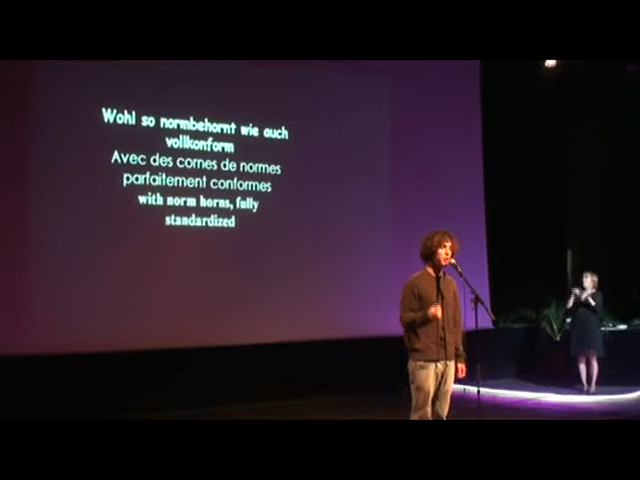 Wohl so normbehornt wie auch
vollkonform
Avec des cornes de normes
parfaitement conformes
with norm horns, fully
standardized